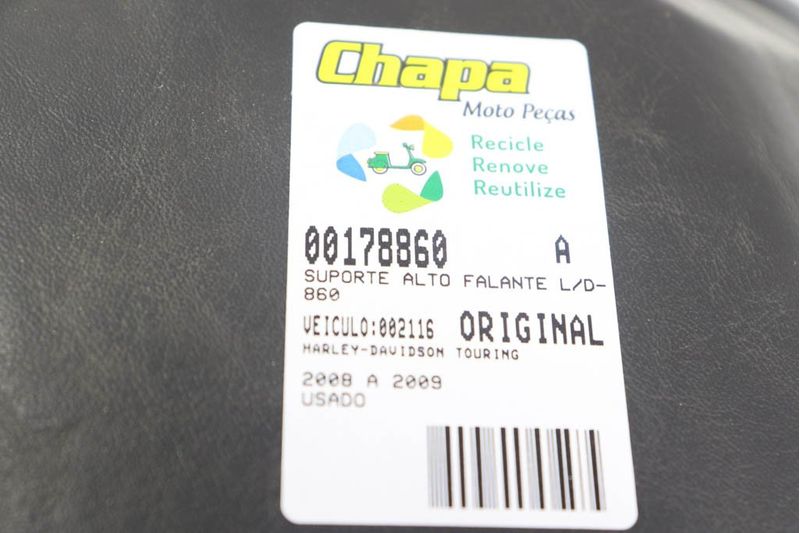 Chapa
Moto Peças
Recicle
Renove
Reutilize
00178860 A
SUPORTE ALTO FALANTE L/D-
860
VEICULO:002116 ORIGINAL
HARLEY-DAVIDSON TOURING
2008 A 2009
USADO